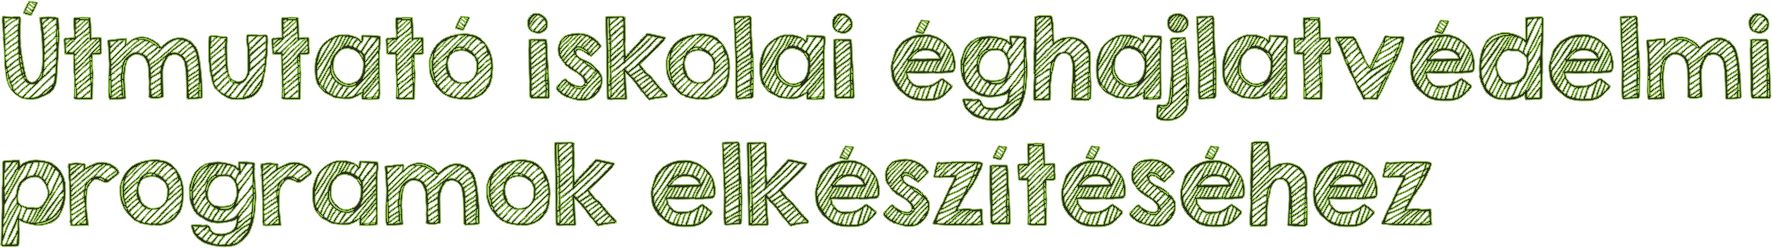 Útmutató iskolai éghajlatvédelmi
programok elkészítéséhez